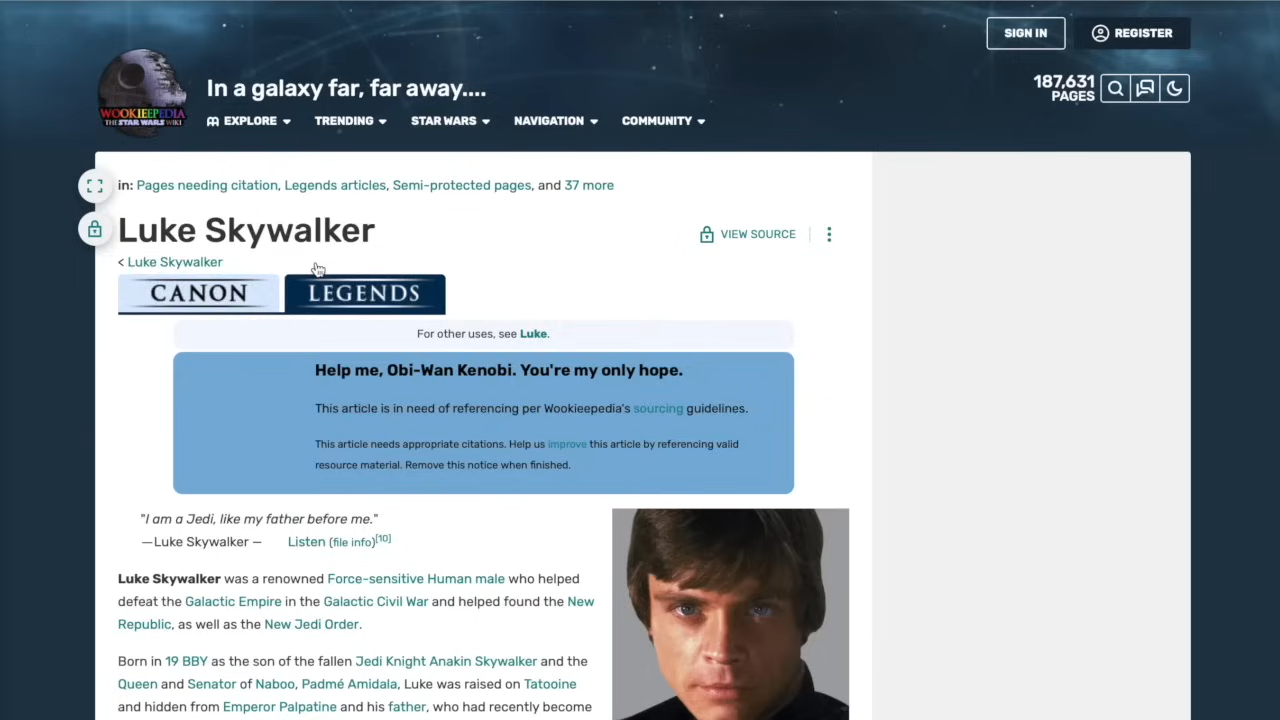 SIGN IN
REGISTER
In a galaxy far, far away....
187,631
PAGES
WOOKIEEPEDIA
THE STAR WARS WIKI
EXPLORE
TRENDING
STAR WARS
NAVIGATION
COMMUNITY
in: Pages needing citation, Legends articles, Semi-protected pages, and 37 more
Luke Skywalker
VIEW SOURCE
< Luke Skywalker
CANON
LEGENDS
For other uses, see Luke.
Help me, Obi-Wan Kenobi. You're my only hope.
This article is in need of referencing per Wookieepedia's sourcing guidelines.
This article needs appropriate citations. Help us improve this article by referencing valid
resource material. Remove this notice when finished.
"I am a Jedi, like my father before me."
—Luke Skywalker — Listen (file info)[10]
Luke Skywalker was a renowned Force-sensitive Human male who helped
defeat the Galactic Empire in the Galactic Civil War and helped found the New
Republic, as well as the New Jedi Order.
Born in 19 BBY as the son of the fallen Jedi Knight Anakin Skywalker and the
Queen and Senator of Naboo, Padmé Amidala, Luke was raised on Tatooine
and hidden from Emperor Palpatine and his father, who had recently become